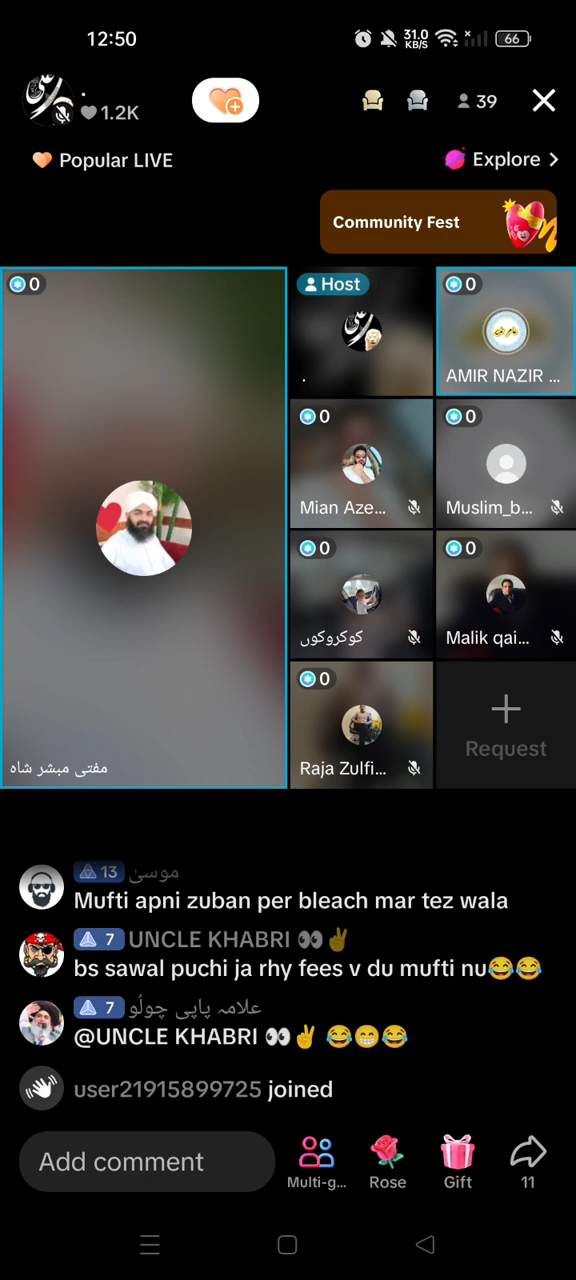 12:50
31.0
KB/S
66
.
1.2K
39
Popular LIVE
Explore
Community Fest
0
Host
.
0
AMIR NAZIR ...
0
Mian Aze...
0
Muslim_b...
0
کوکروکوں
0
Malik qai...
0
Raja Zulfi...
Request
مفتی مبشر شاہ
13 موسیٰ
Mufti apni zuban per bleach mar tez wala
7 UNCLE KHABRI 👀✌
bs sawal puchi ja rhy fees v du mufti nu😂😂
7 علامہ پاپی چولُو
@UNCLE KHABRI 👀✌ 😂😁😂
user21915899725 joined
Add comment
Multi-g...
Rose
Gift
11